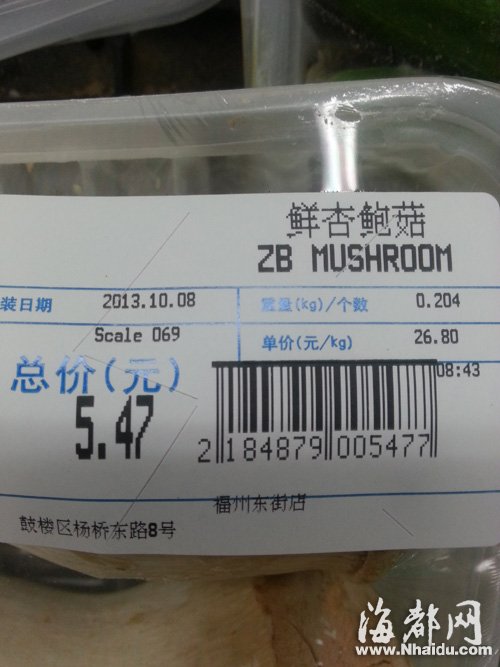 鲜杏鲍菇
ZB MUSHROOM
装日期 2013.10.08 重量(kg)/个数 0.204
Scale 069 单价(元/kg) 26.80
总价(元) 08:43
5.47
2 184879 005477
福州东街店
鼓楼区杨桥东路8号
海都网
www.Nhaidu.com